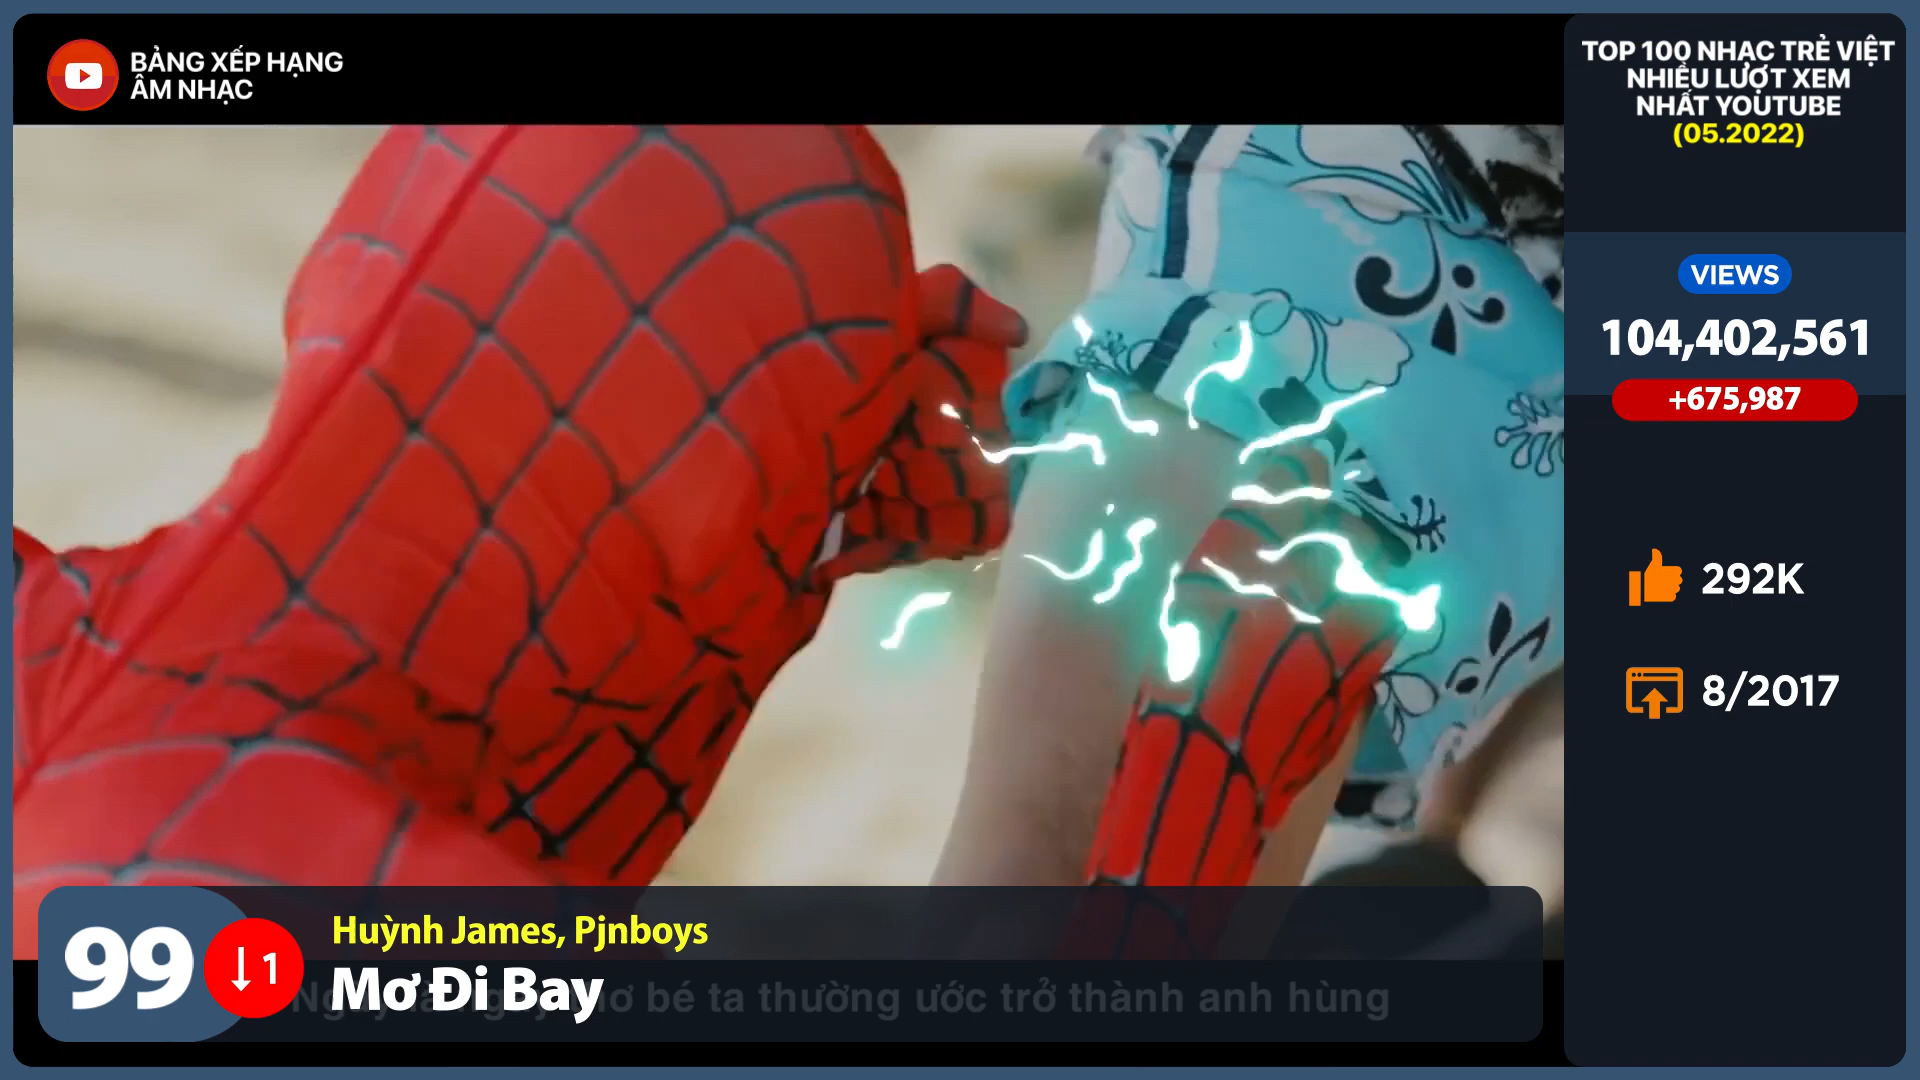 BẢNG XẾP HẠNG
ÂM NHẠC
TOP 100 NHẠC TRẺ VIỆT
NHIỀU LƯỢT XEM
NHẤT YOUTUBE
(05.2022)
VIEWS
104,402,561
+675,987
292K
8/2017
99
↓1
Huỳnh James, Pjnboys
Mơ Đi Bay
bé ta thường ước trở thành anh hùng